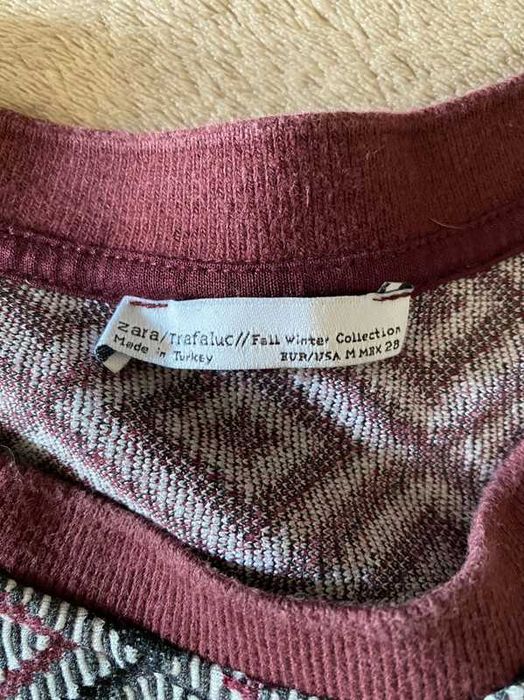 Zara/Trafaluc//Fall Winter Collection
Made in Turkey EUR/USA M MEX 28